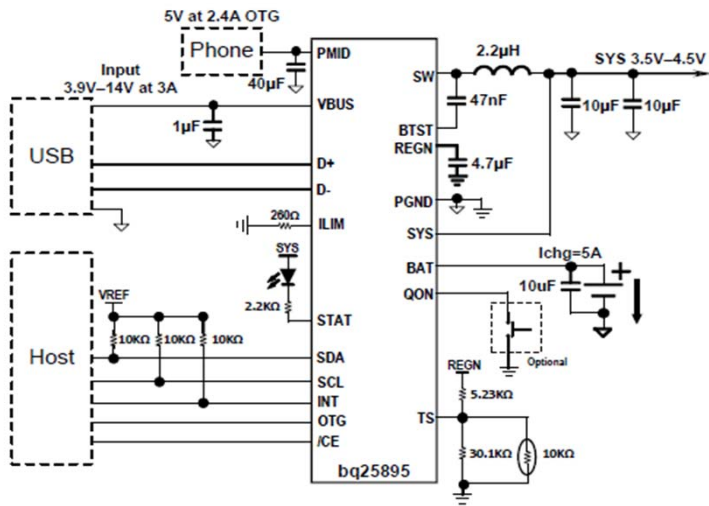 5V at 2.4A OTG
Phone
Input
3.9V–14V at 3A
40µF
1µF
USB
260Ω
SYS
2.2KΩ
VREF
10KΩ 10KΩ 10KΩ
Host
PMID
VBUS
D+
D-
ILIM
STAT
SDA
SCL
INT
OTG
/CE
SW
BTST
REGN
PGND
SYS
BAT
QON
TS
bq25895
2.2µH
SYS 3.5V–4.5V
47nF
10µF
10µF
4.7µF
Ichg=5A
10uF
+
Optional
REGN
5.23KΩ
30.1KΩ
10KΩ